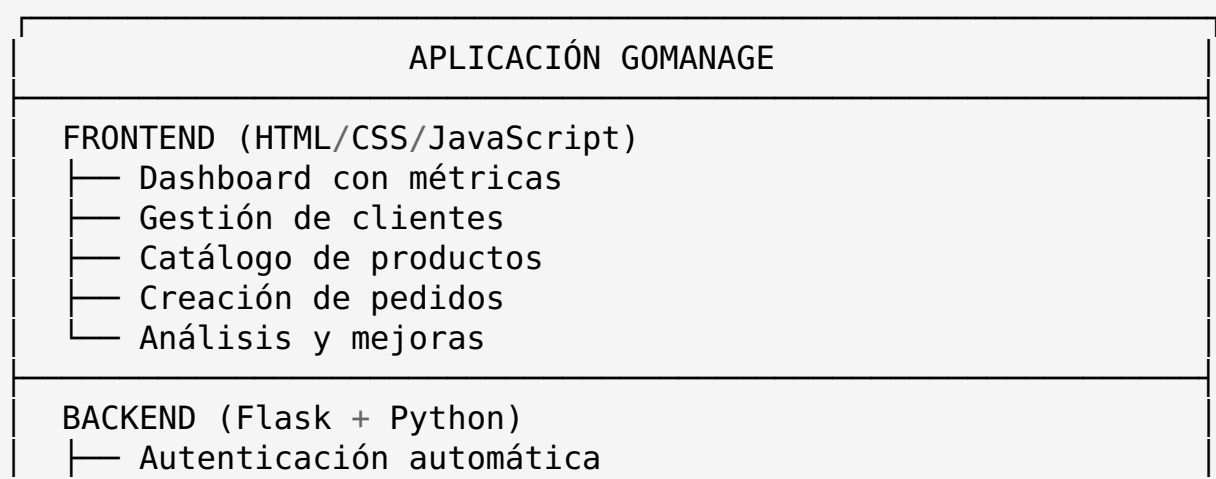 APLICACIÓN GOMANAGE
FRONTEND (HTML/CSS/JavaScript)
├── Dashboard con métricas
├── Gestión de clientes
├── Catálogo de productos
├── Creación de pedidos
└── Análisis y mejoras
BACKEND (Flask + Python)
├── Autenticación automática